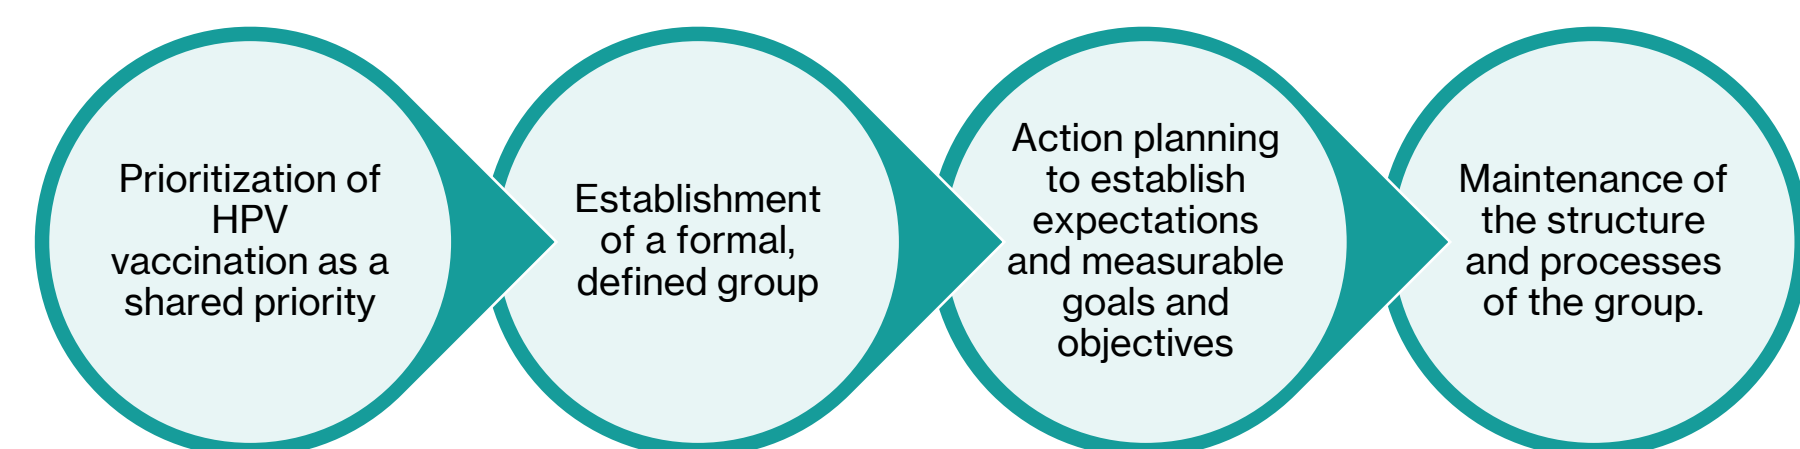 Prioritization of
HPV
vaccination as a
shared priority
Establishment
of a formal,
defined group
Action planning
to establish
expectations
and measurable
goals and
objectives
Maintenance of
the structure
and processes
of the group.